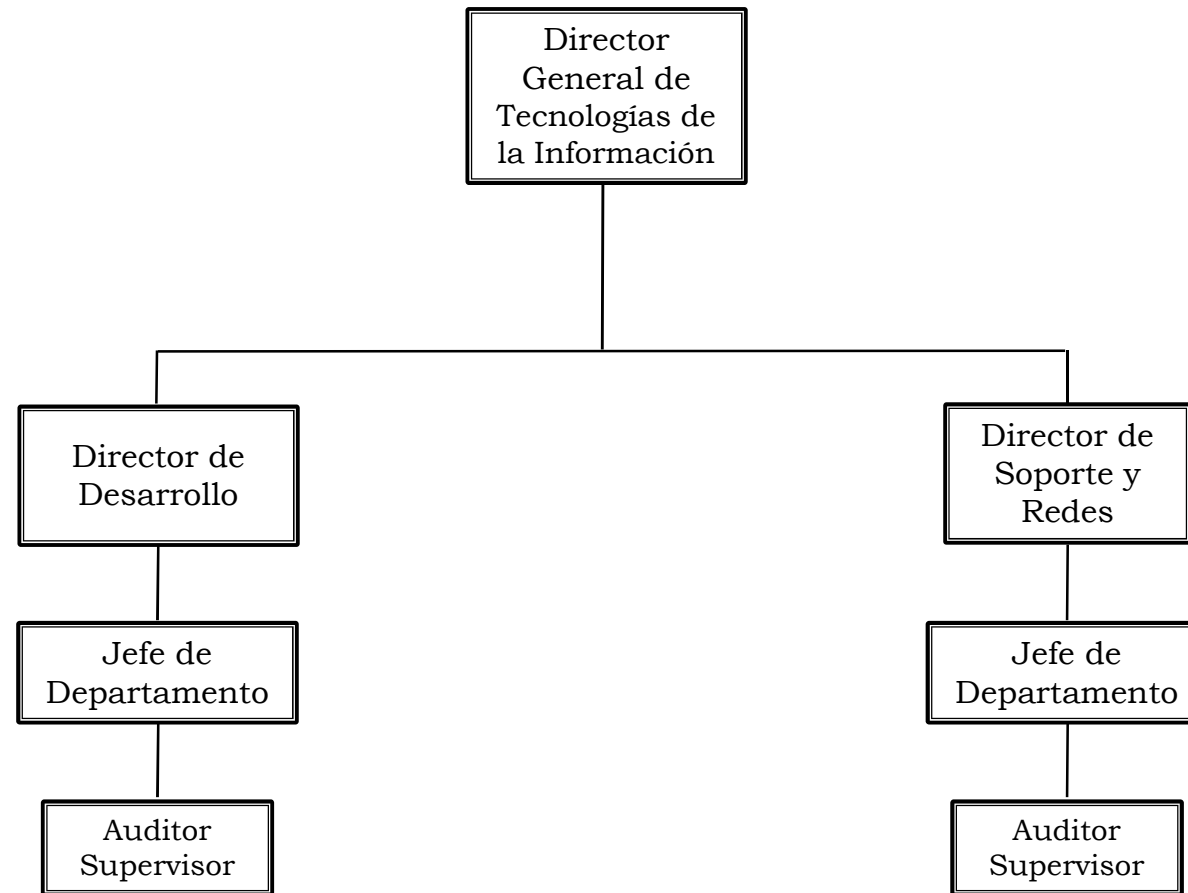 Director
General de
Tecnologías de
la Información
Director de
Desarrollo
Director de
Soporte y
Redes
Jefe de
Departamento
Jefe de
Departamento
Auditor
Supervisor
Auditor
Supervisor